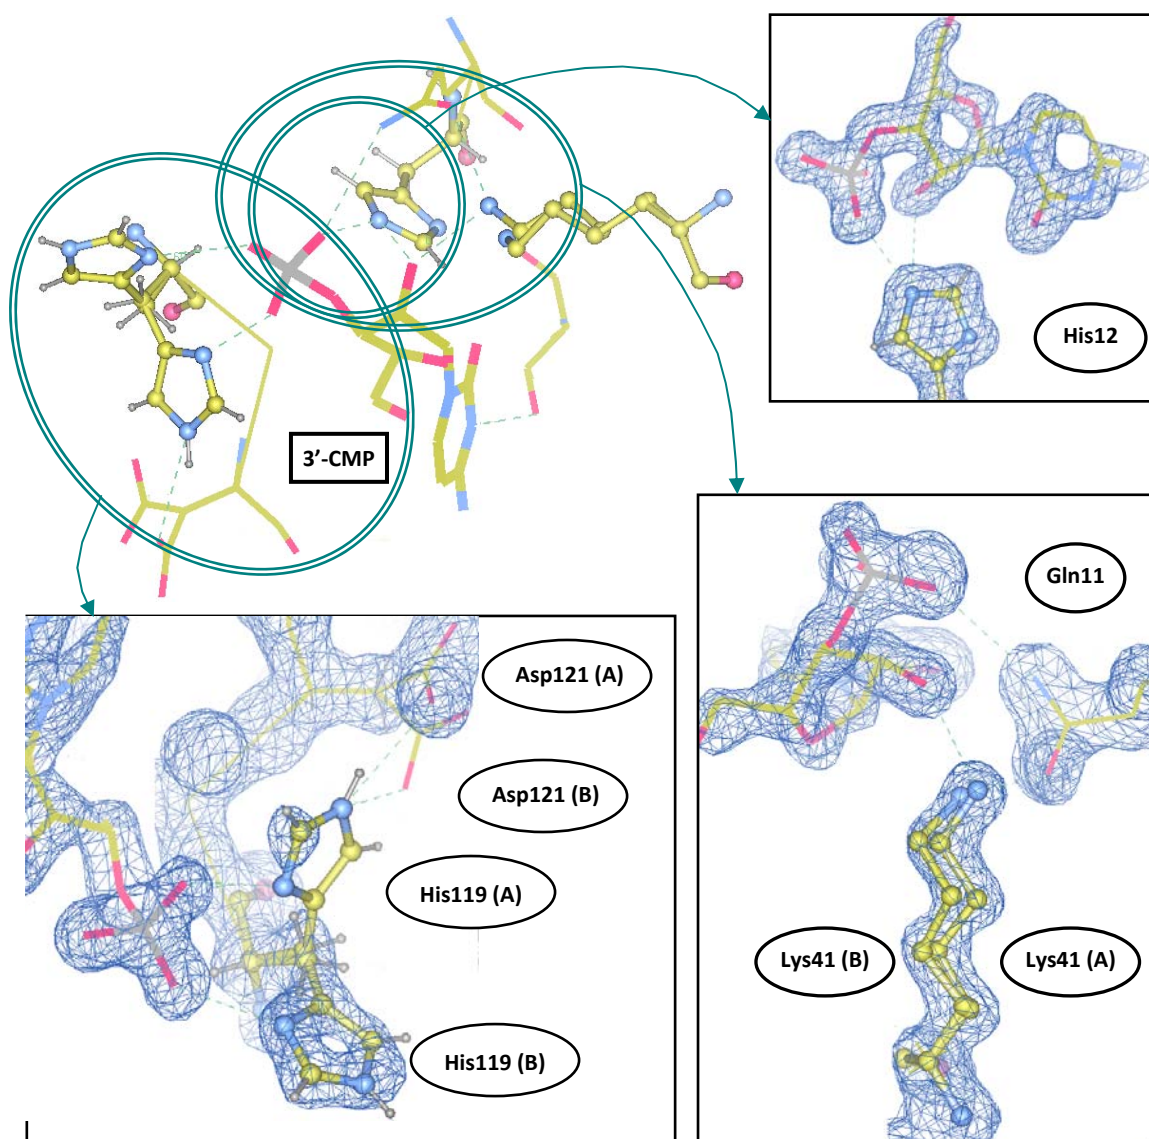 His12
3′-CMP
Gln11
Asp121 (A)
Asp121 (B)
His119 (A)
Lys41 (B)
Lys41 (A)
His119 (B)